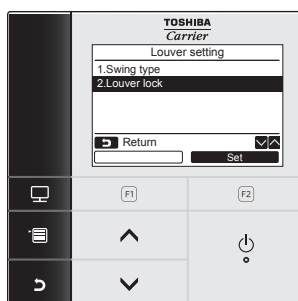 TOSHIBA
Carrier
Louver setting
1.Swing type
2.Louver lock
Return
Set
F1 F2